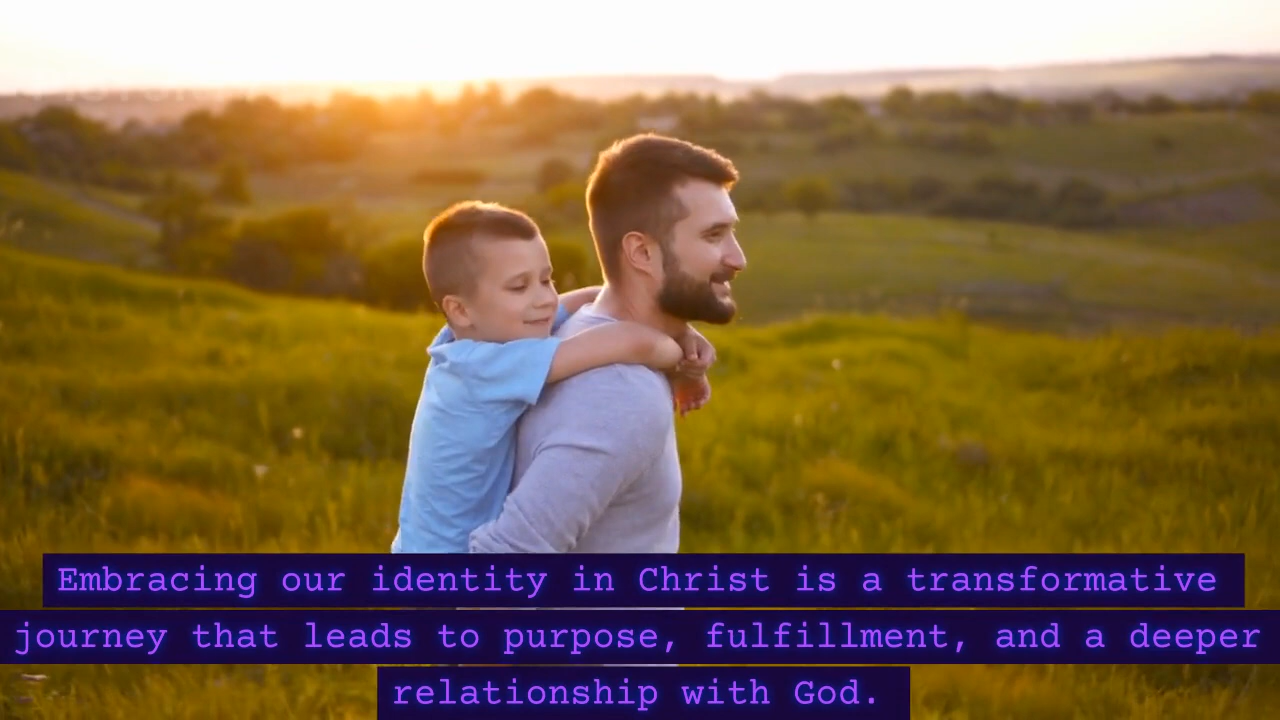 Embracing our identity in Christ is a transformative
journey that leads to purpose, fulfillment, and a deeper
relationship with God.